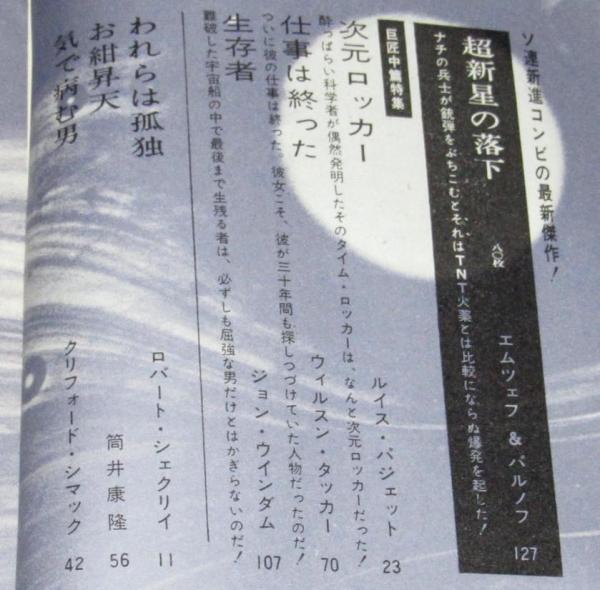 ソ連新進コンビの最新傑作！
超新星の落下 八〇枚 エムツェフ & パルノフ 127
ナチの兵士が銃弾をぶちこむとそれはTNT火薬とは比較にならぬ爆発を起した！
巨匠中篇特集
次元ロッカー ルイス・パジェット 23
酔っぱらい科学者が偶然発明したそのタイム・ロッカーは、なんと次元ロッカーだった！
仕事は終った ウィルスン・タッカー 70
ついに彼の仕事は終った。彼女こそ、彼が三十年間も探しつづけていた人物だったのだ！
生存者 ジョン・ウインダム 107
難破した宇宙船の中で最後まで生残る者は、必ずしも屈強な男だけとはかぎらないのだ！
われらは孤独 ロバート・シェクリイ 11
お紺昇天 筒井康隆 56
気で病む男 クリフォード・シマック 42